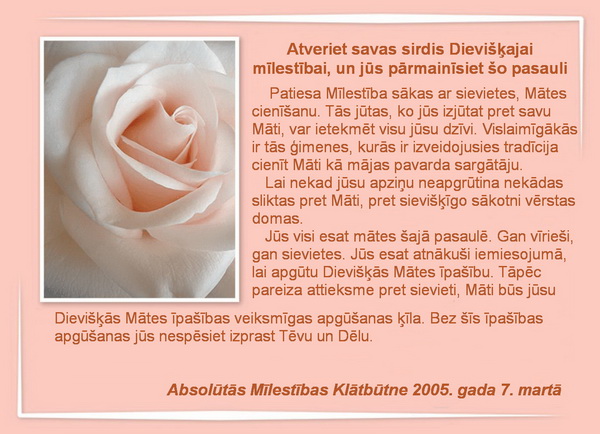 Atveriet savas sirdis Dievišķajai
mīlestībai, un jūs pārmainīsiet šo pasauli
Patiesa Mīlestība sākas ar sievietes, Mātes
cienīšanu. Tās jūtas, ko jūs izjūtat pret savu
Māti, var ietekmēt visu jūsu dzīvi. Vislaimīgākās
ir tās ģimenes, kurās ir izveidojusies tradīcija
cienīt Māti kā mājas pavarda sargātāju.
Lai nekad jūsu apziņu neapgrūtina nekādas
sliktas pret Māti, pret sievišķīgo sākotni vērstas
domas.
Jūs visi esat mātes šajā pasaulē. Gan vīrieši,
gan sievietes. Jūs esat atnākuši iemiesojumā,
lai apgūtu Dievišķās Mātes īpašību. Tāpēc
pareiza attieksme pret sievieti, Māti būs jūsu
Dievišķās Mātes īpašības veiksmīgas apgūšanas ķīla. Bez šīs īpašības
apgūšanas jūs nespēsiet izprast Tēvu un Dēlu.
Absolūtās Mīlestības Klātbūtne 2005. gada 7. martā